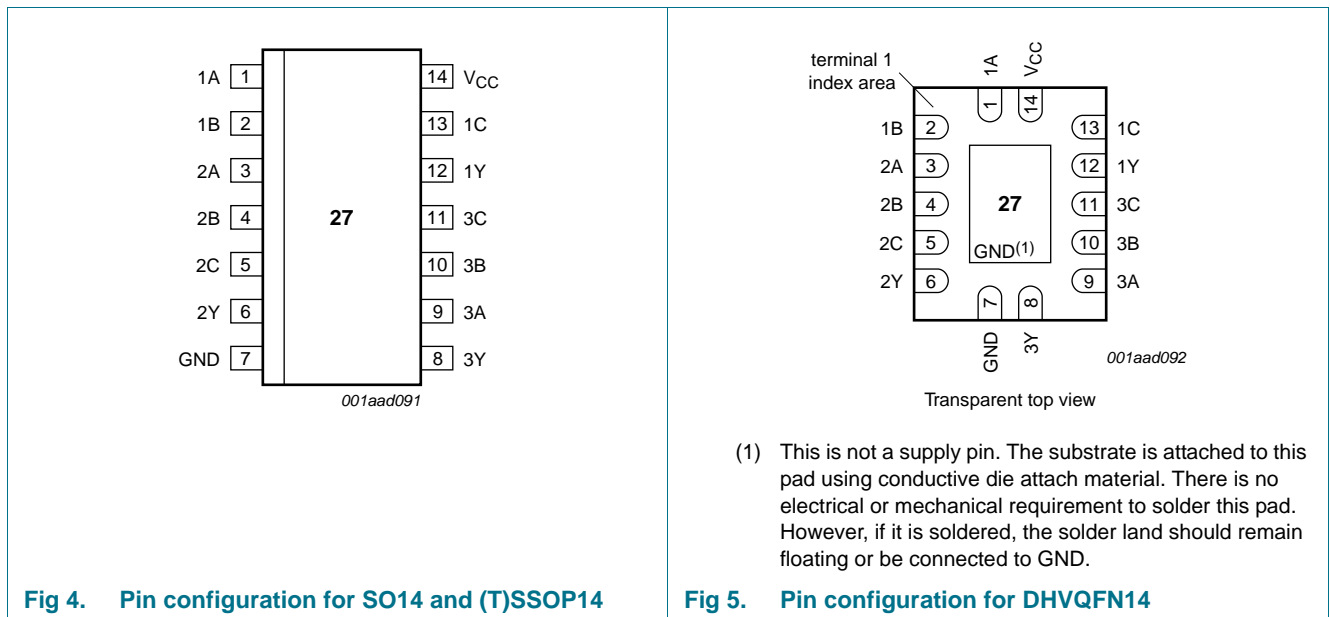 1A 1 14 VCC
1B 2 13 1C
2A 3 12 1Y
2B 4 27 11 3C
2C 5 10 3B
2Y 6 9 3A
GND 7 8 3Y
001aad091
Fig 4. Pin configuration for SO14 and (T)SSOP14
terminal 1
index area
1A VCC
1 14
1B 2 13 1C
2A 3 12 1Y
2B 4 27 11 3C
2C 5 GND(1) 10 3B
2Y 6 9 3A
7 8
GND 3Y
001aad092
Transparent top view
(1) This is not a supply pin. The substrate is attached to this
pad using conductive die attach material. There is no
electrical or mechanical requirement to solder this pad.
However, if it is soldered, the solder land should remain
floating or be connected to GND.
Fig 5. Pin configuration for DHVQFN14